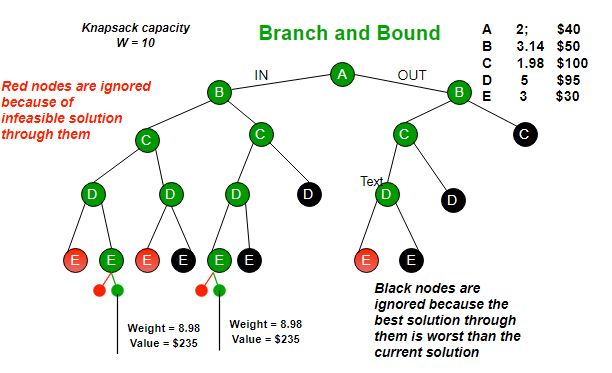 Knapsack capacity
W = 10
Branch and Bound
A 2; $40
B 3.14 $50
C 1.98 $100
D 5 $95
E 3 $30
Red nodes are ignored
because of
infeasible solution
through them
IN
OUT
A
B
B
C
C
C
C
Text
D
D
D
D
D
D
E
E
E
E
E
E
E
E
Weight = 8.98
Value = $235
Weight = 8.98
Value = $235
Black nodes are
ignored because the
best solution through
them is worst than the
current solution